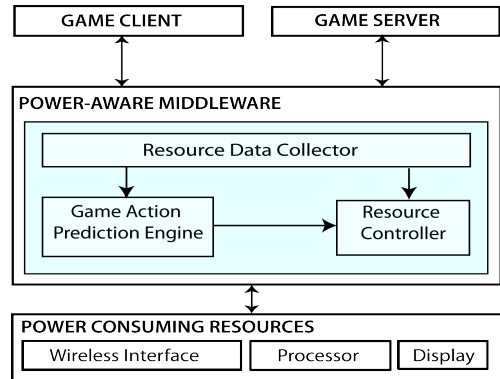 GAME CLIENT
GAME SERVER
POWER-AWARE MIDDLEWARE
Resource Data Collector
Game Action
Prediction Engine
Resource
Controller
POWER CONSUMING RESOURCES
Wireless Interface
Processor
Display